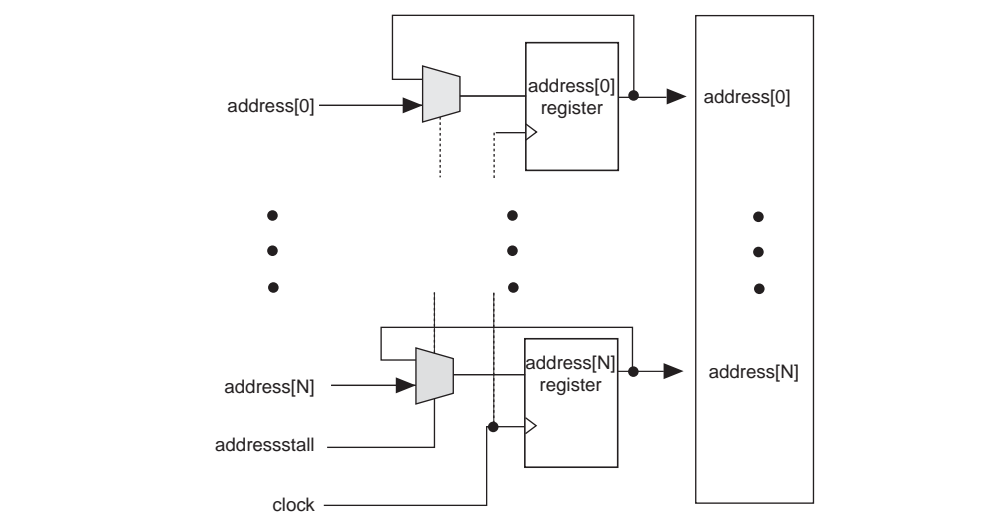 address[0]
address[0]
register
address[0]
address[N]
address[N]
register
address[N]
addressstall
clock